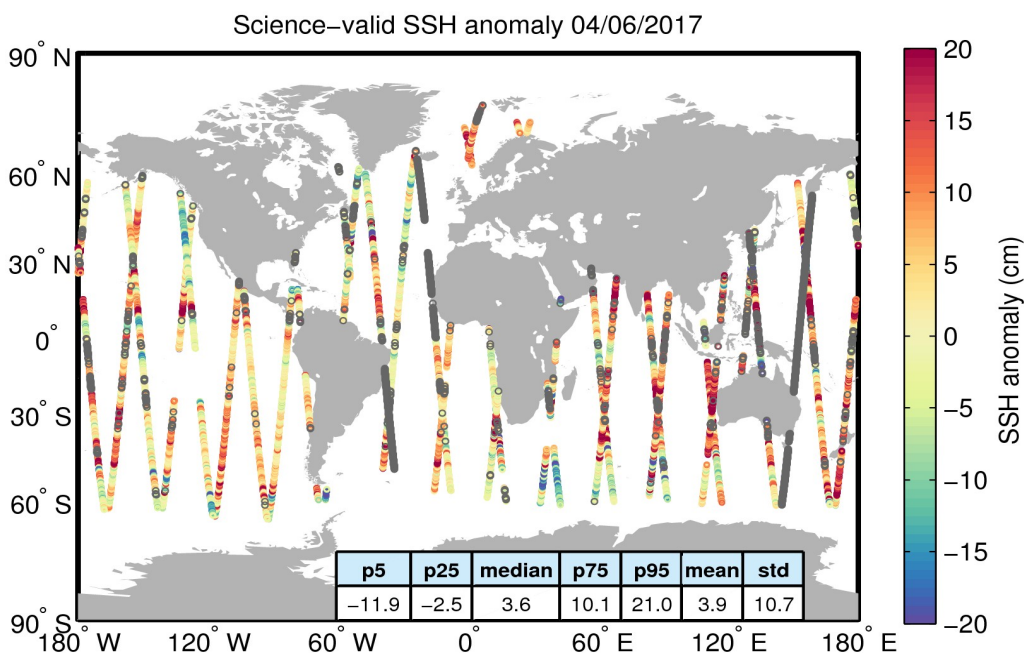 Science−valid SSH anomaly 04/06/2017
90° N
60° N
30° N
0°
30° S
60° S
90° S
180° W
120° W
60° W
0°
60° E
120° E
180° E
p5 p25 median p75 p95 mean std
−11.9 −2.5 3.6 10.1 21.0 3.9 10.7
20
15
10
5
0
−5
−10
−15
−20
SSH anomaly (cm)